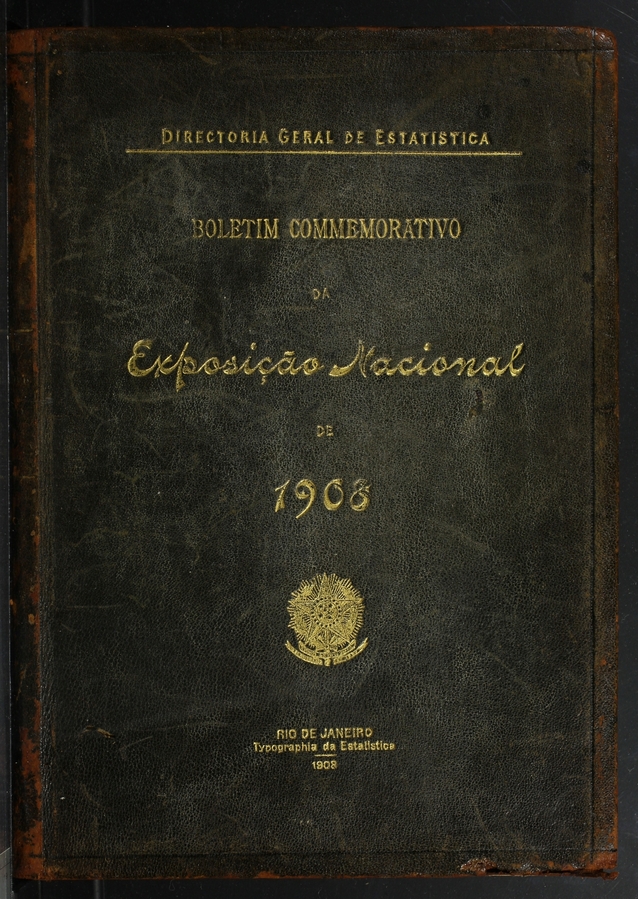 DIRECTORIA GERAL DE ESTATISTICA
BOLETIM COMMEMORATIVO
DA
Exposição Nacional
DE
1908
RIO DE JANEIRO
Typographia da Estatistica
1908